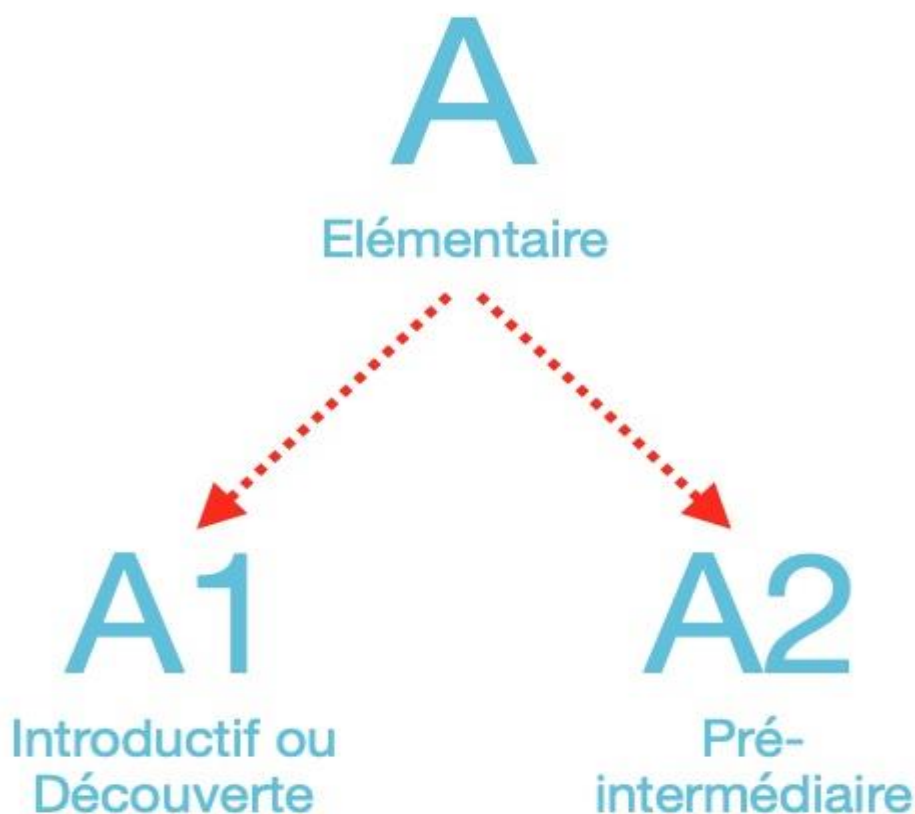 A
Elémentaire
A1
Introductif ou
Découverte
A2
Pré-
intermédiaire